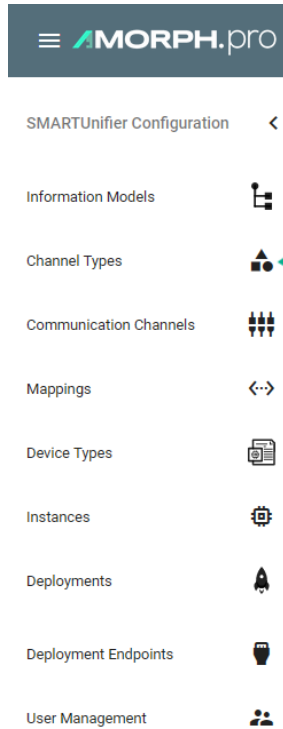 AMORPH.pro
SMARTUnifier Configuration
Information Models
Channel Types
Communication Channels
Mappings
Device Types
Instances
Deployments
Deployment Endpoints
User Management